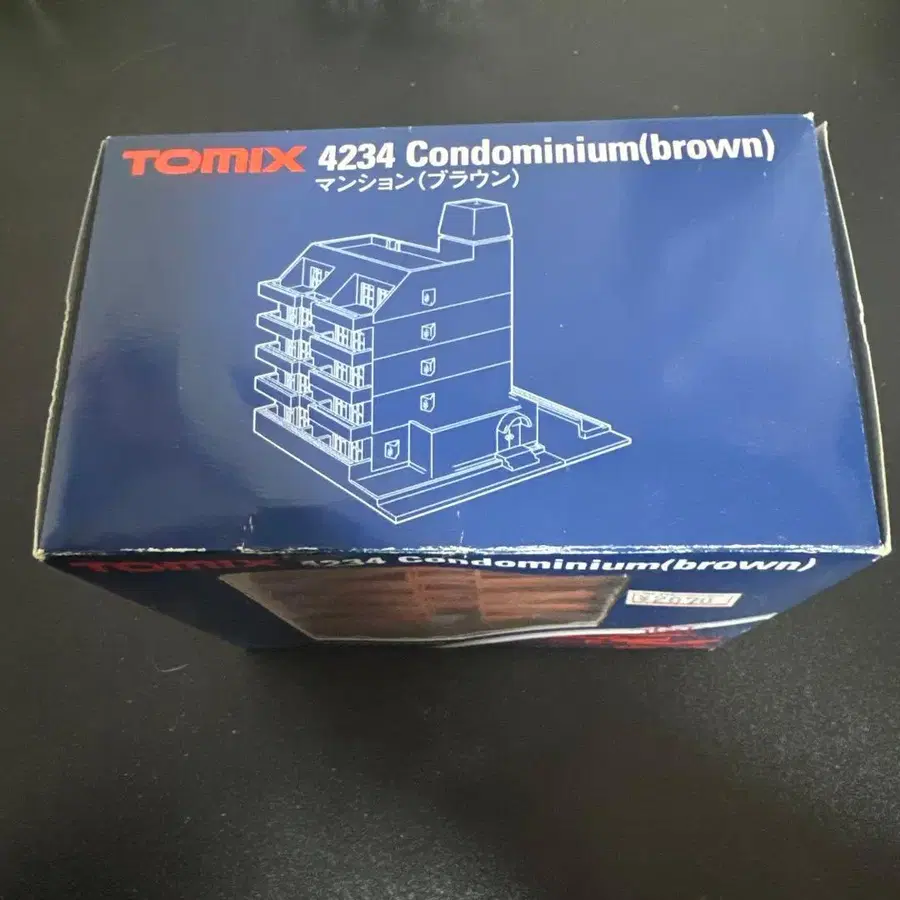 TOMIX 4234 Condominium(brown)
マンション(ブラウン)
TOMIX 4234 Condominium(brown)